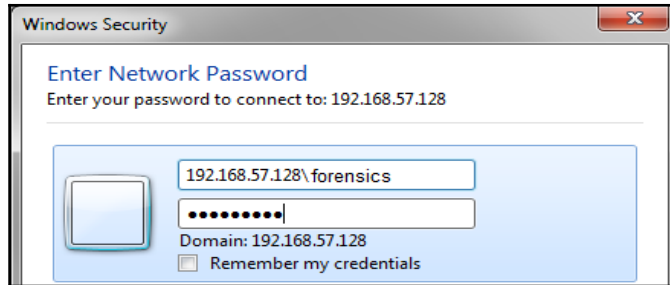 Windows Security
Enter Network Password
Enter your password to connect to: 192.168.57.128
192.168.57.128\forensics
●●●●●●●●●
Domain: 192.168.57.128
Remember my credentials